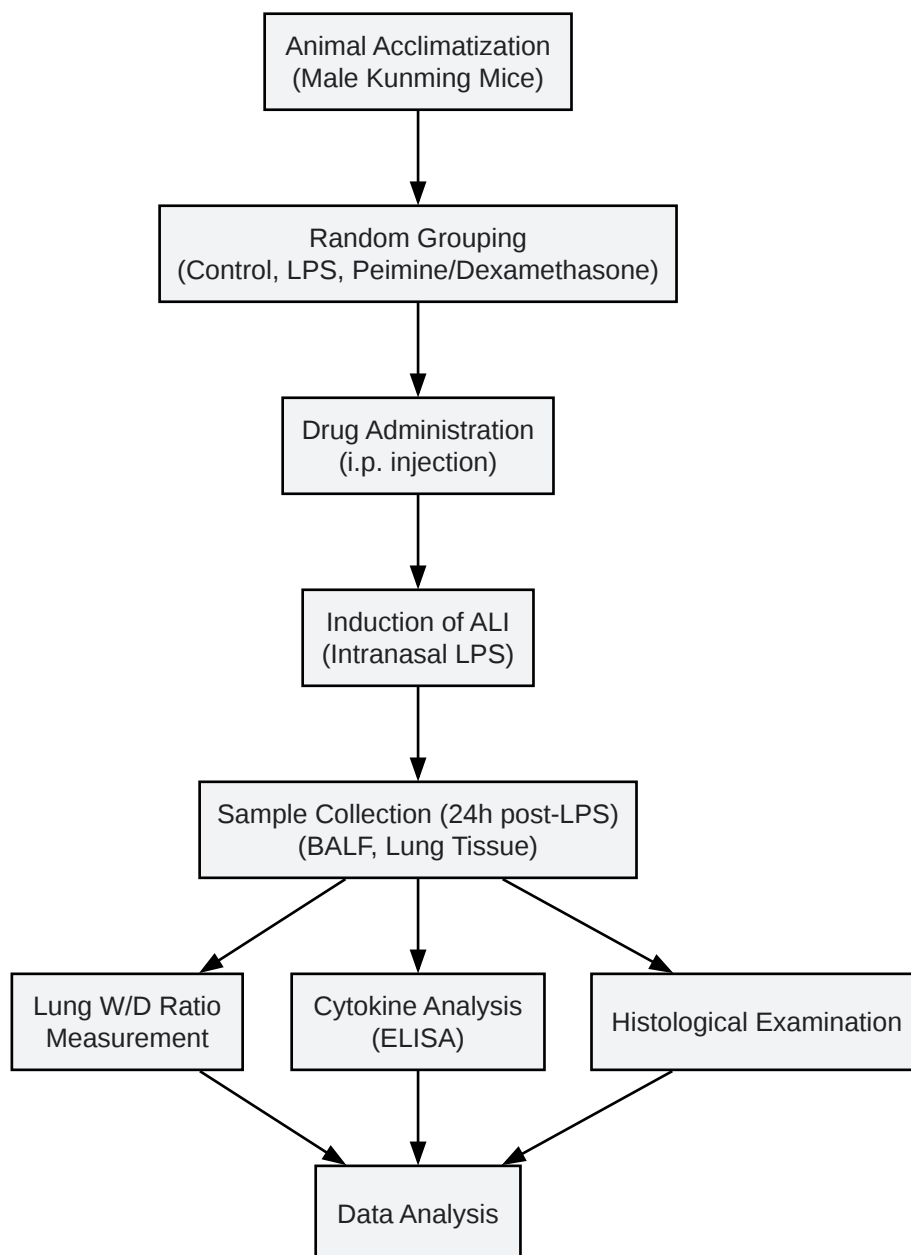 Animal Acclimatization
(Male Kunming Mice)
Random Grouping
(Control, LPS, Peimine/Dexamethasone)
Drug Administration
(i.p. injection)
Induction of ALI
(Intranasal LPS)
Sample Collection (24h post-LPS)
(BALF, Lung Tissue)
Lung W/D Ratio
Measurement
Cytokine Analysis
(ELISA)
Histological Examination
Data Analysis